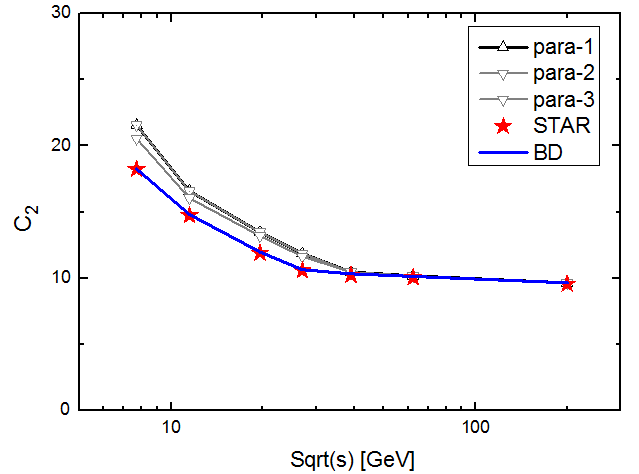 30
para-1
para-2
para-3
STAR
BD
20
C₂
10
0
10
100
Sqrt(s) [GeV]